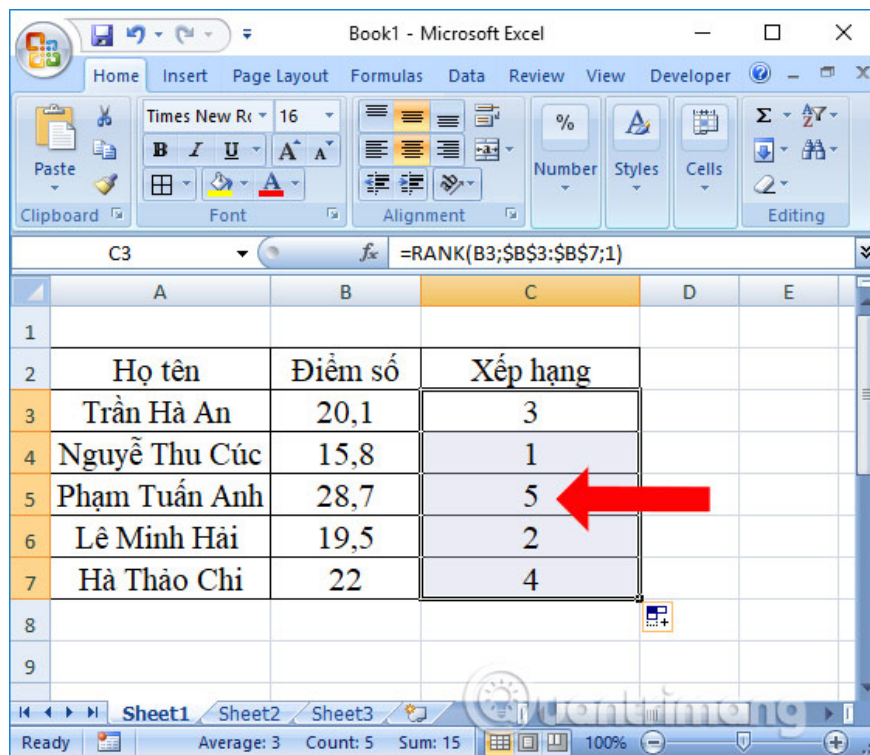 Book1 - Microsoft Excel
Home Insert Page Layout Formulas Data Review View Developer
Times New Ro 16
Paste B I U A A % Number Styles Cells Σ
Clipboard Font Alignment Editing
C3 fx =RANK(B3;$B$3:$B$7;1)
A B C D E
1
2 Họ tên Điểm số Xếp hạng
3 Trần Hà An 20,1 3
4 Nguyễ Thu Cúc 15,8 1
5 Phạm Tuấn Anh 28,7 5
6 Lê Minh Hải 19,5 2
7 Hà Thảo Chi 22 4
8
9
Sheet1 Sheet2 Sheet3
Quantrimang
Ready Average: 3 Count: 5 Sum: 15 100%